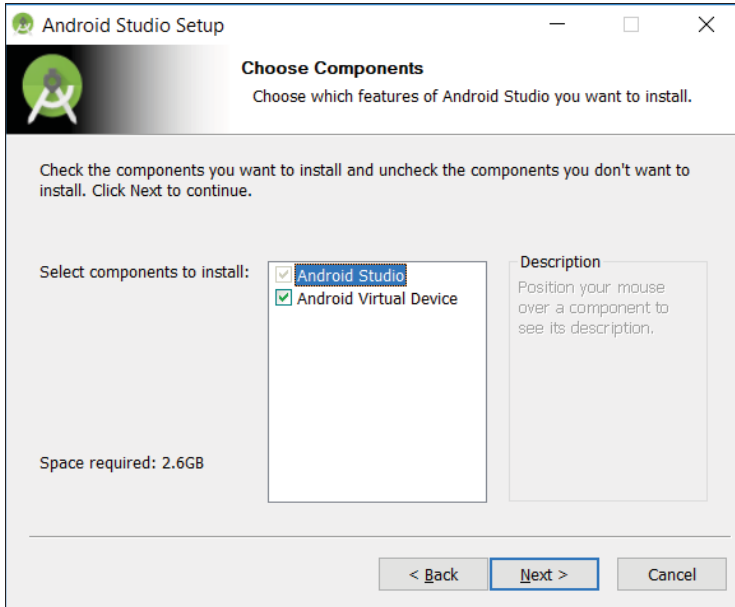 Android Studio Setup
Choose Components
Choose which features of Android Studio you want to install.
Check the components you want to install and uncheck the components you don't want to
install. Click Next to continue.
Select components to install:
Android Studio
Android Virtual Device
Description
Position your mouse
over a component to
see its description.
Space required: 2.6GB
< Back
Next >
Cancel